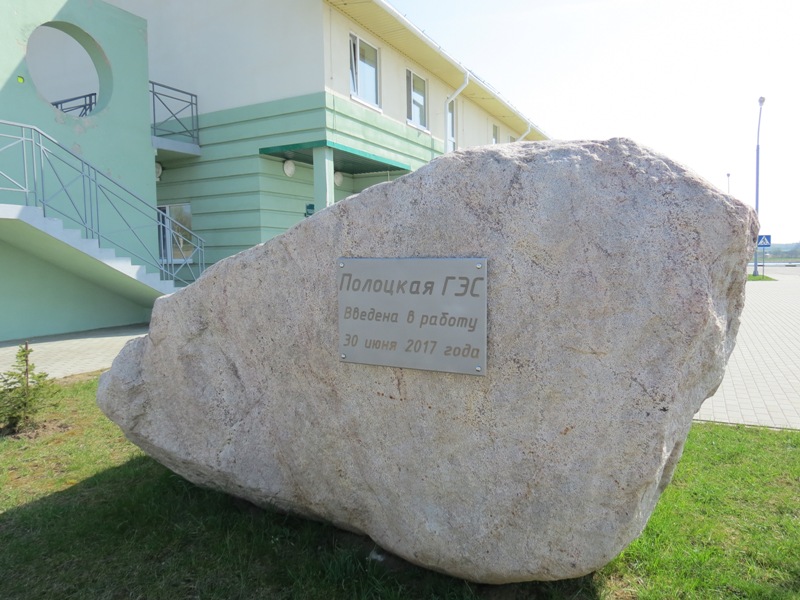 Полоцкая ГЭС
Введена в работу
30 июня 2017 года